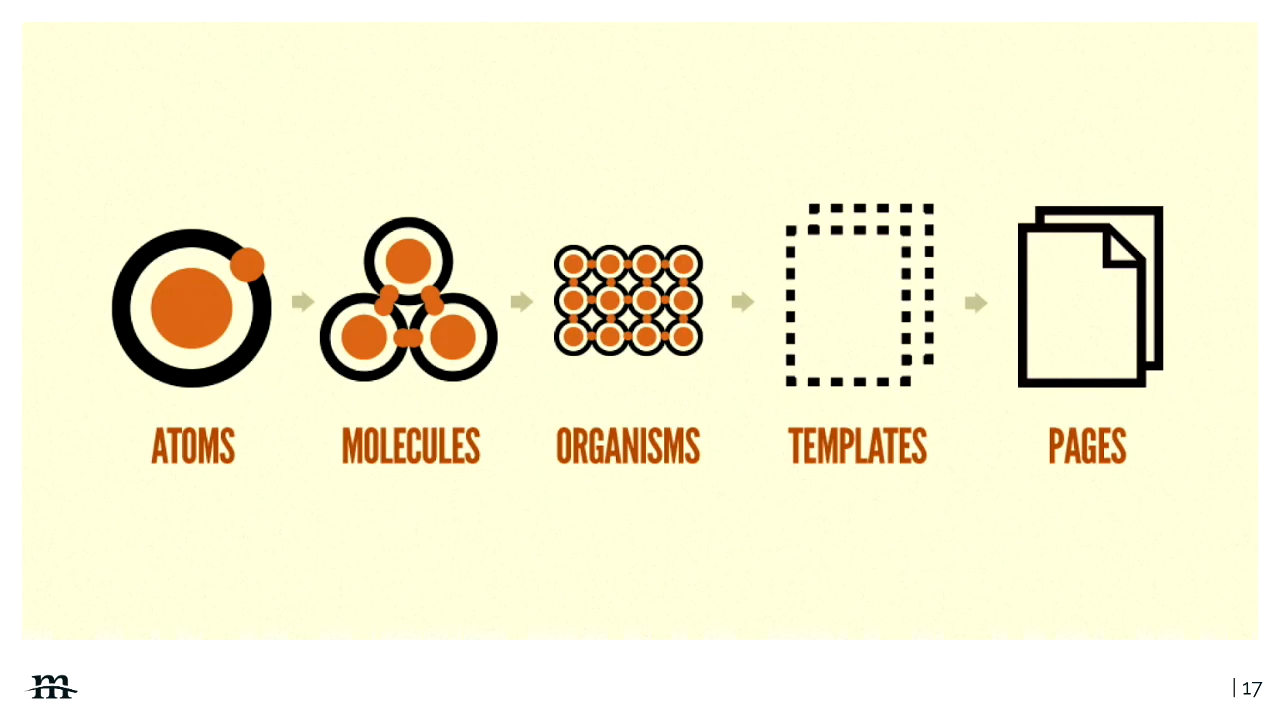 ATOMS
MOLECULES
ORGANISMS
TEMPLATES
PAGES
m
| 17